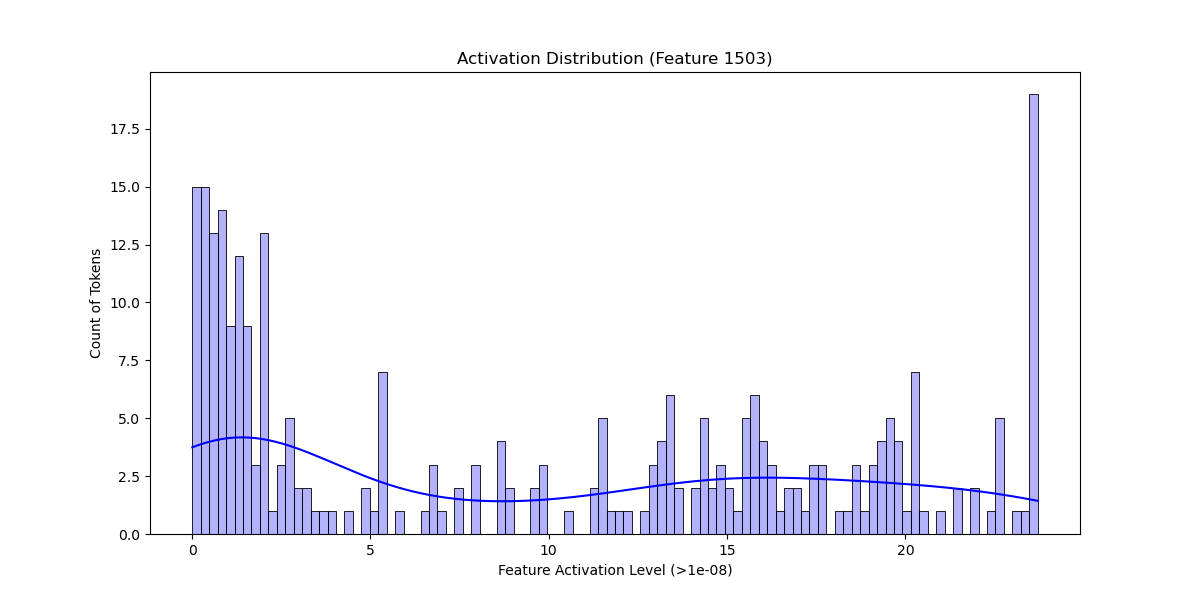 Activation Distribution (Feature 1503)
17.5
15.0
12.5
10.0
7.5
5.0
2.5
0.0
Count of Tokens
0 5 10 15 20
Feature Activation Level (>1e-08)